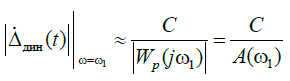 |Δ̇дин(t)||ω=ω₁ ≈ C / |Wp(jω₁)| = C / A(ω₁)